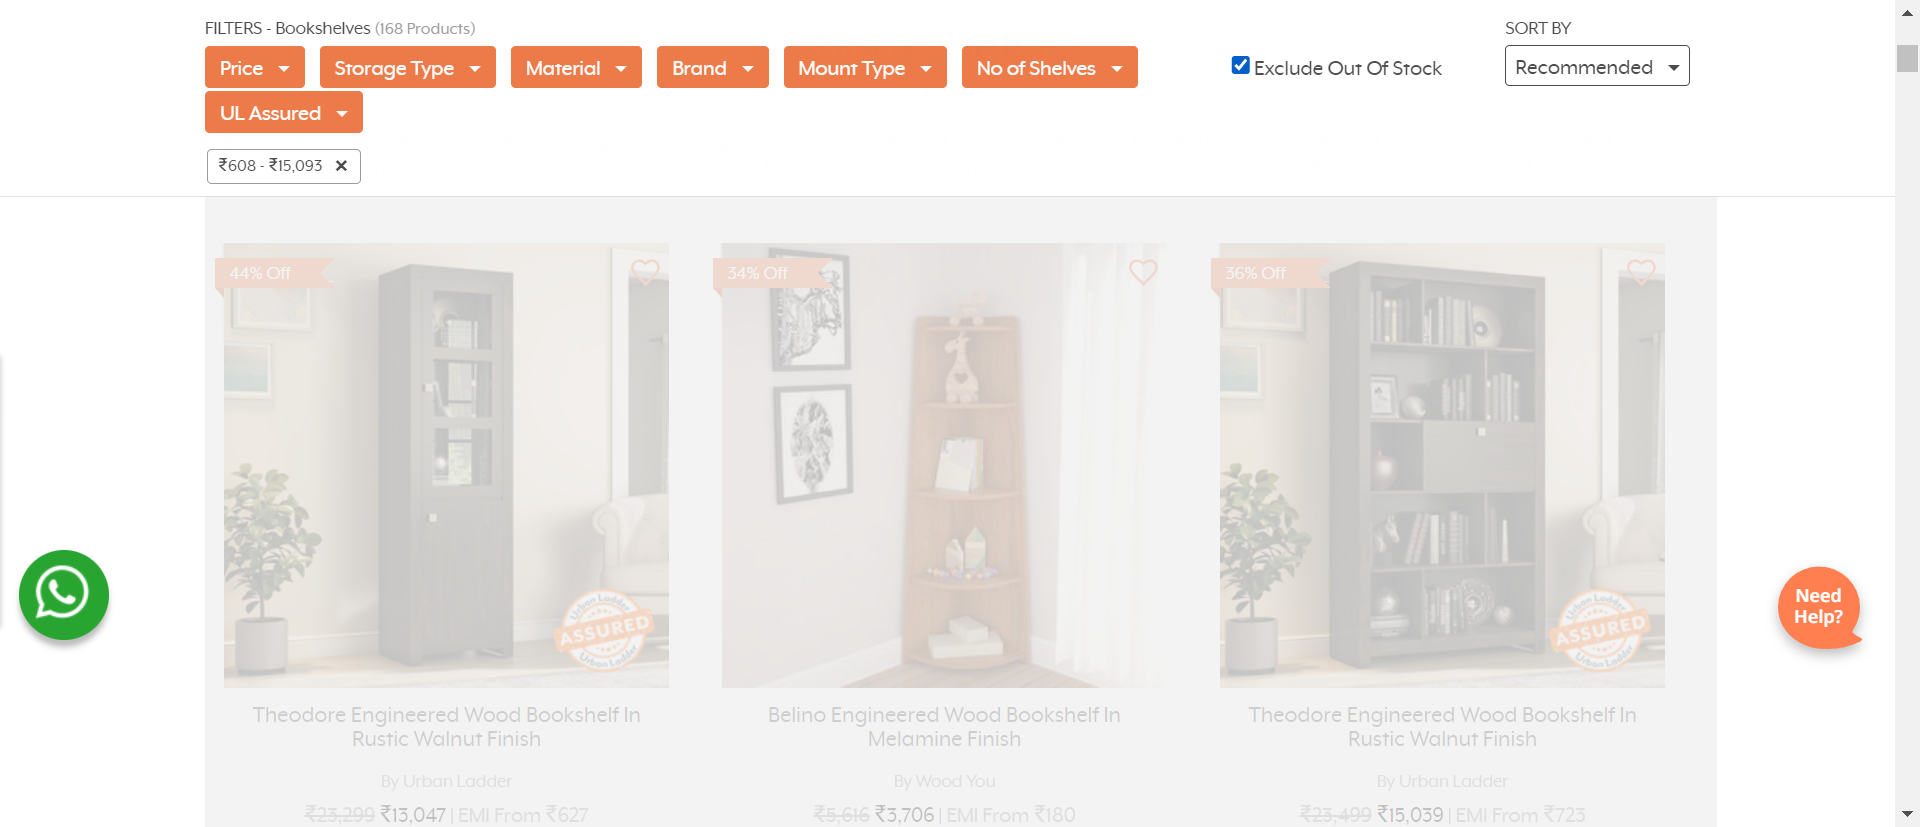 FILTERS - Bookshelves (168 Products)
SORT BY
Price
Storage Type
Material
Brand
Mount Type
No of Shelves
Exclude Out Of Stock
Recommended
UL Assured
₹608 - ₹15,093 ✕
44% Off
34% Off
36% Off
Urban Ladder
ASSURED
Urban Ladder
Urban Ladder
ASSURED
Urban Ladder
Need
Help?
Theodore Engineered Wood Bookshelf In
Rustic Walnut Finish
By Urban Ladder
₹23,299 ₹13,047 | EMI From ₹627
Belino Engineered Wood Bookshelf In
Melamine Finish
By Wood You
₹5,616 ₹3,706 | EMI From ₹180
Theodore Engineered Wood Bookshelf In
Rustic Walnut Finish
By Urban Ladder
₹23,499 ₹15,039 | EMI From ₹723